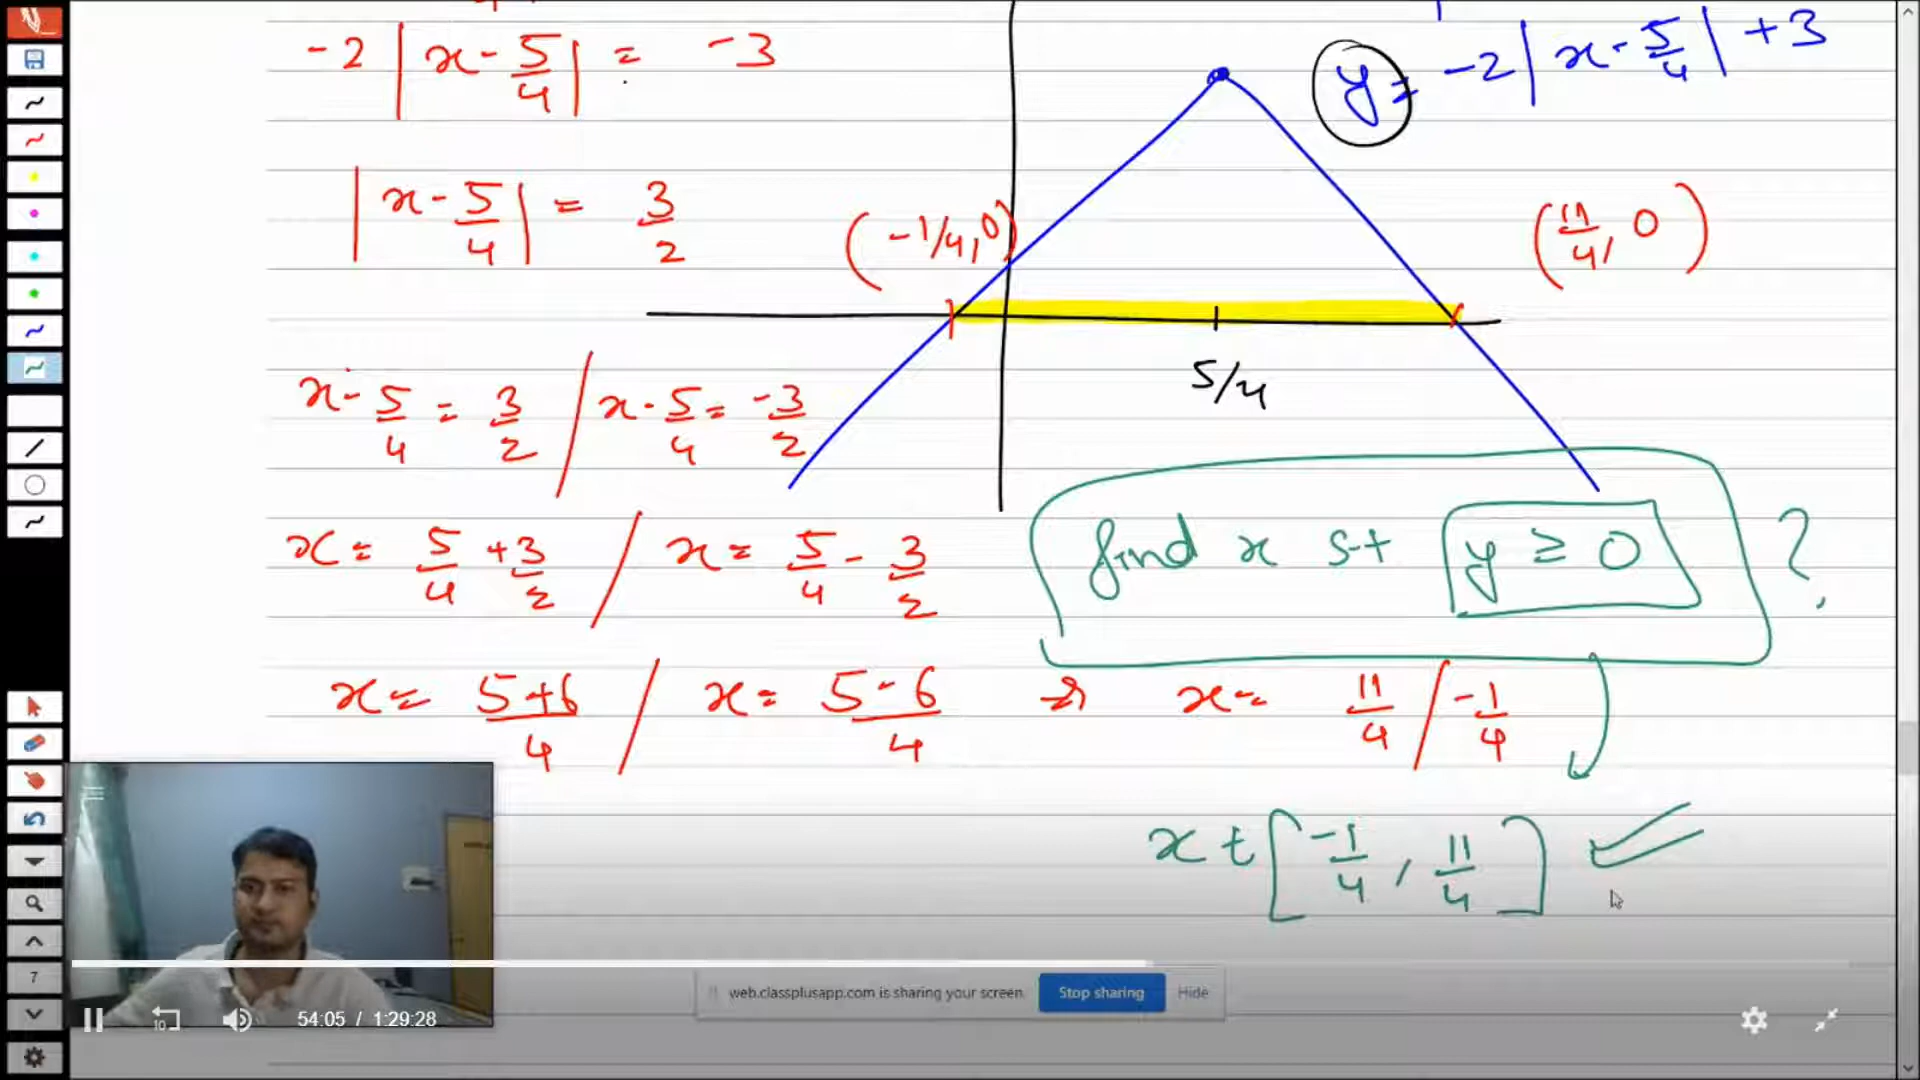 -2 | x - 5/4 | = -3
y = -2 | x - 5/4 | + 3
| x - 5/4 | = 3/2
(-1/4, 0)
(11/4, 0)
5/4
x - 5/4 = 3/2 / x - 5/4 = -3/2
x = 5/4 + 3/2 / x = 5/4 - 3/2
find x st y ≥ 0 ?
x = 5+6/4 / x = 5-6/4 ⇒ x = 11/4 / -1/4
x ∈ [-1/4, 11/4]
7
web.classplusapp.com is sharing your screen.
Stop sharing
Hide
10
54:05 / 1:29:28